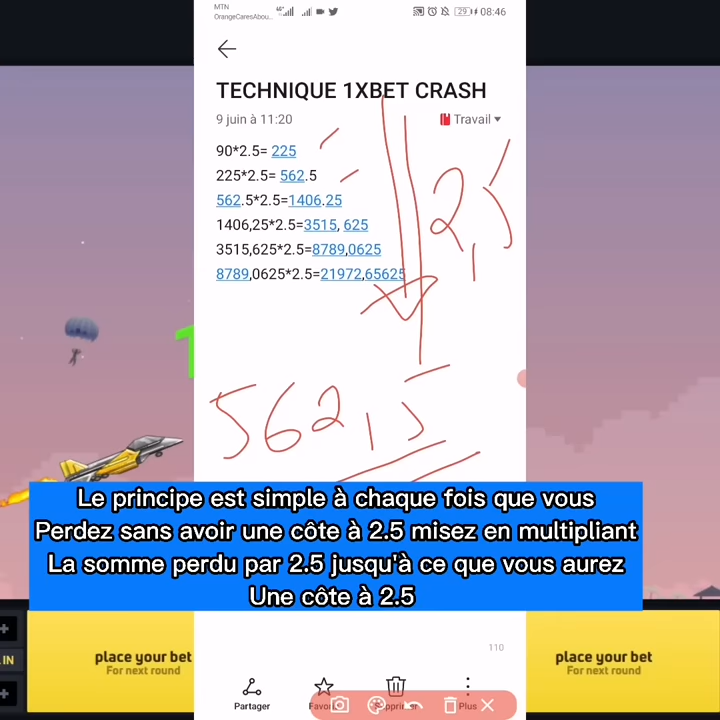 MTN
OrangeCaresAbou...
4G
29
08:46
TECHNIQUE 1XBET CRASH
9 juin à 11:20
Travail
90*2.5= 225
225*2.5= 562.5
562.5*2.5=1406.25
1406,25*2.5=3515, 625
3515,625*2.5=8789,0625
8789,0625*2.5=21972,65625
2,5
562,5
Le principe est simple à chaque fois que vous
Perdez sans avoir une côte à 2.5 misez en multipliant
La somme perdu par 2.5 jusqu'à ce que vous aurez
Une côte à 2.5
IN
place your bet
For next round
place your bet
For next round
110
Partager
Plus